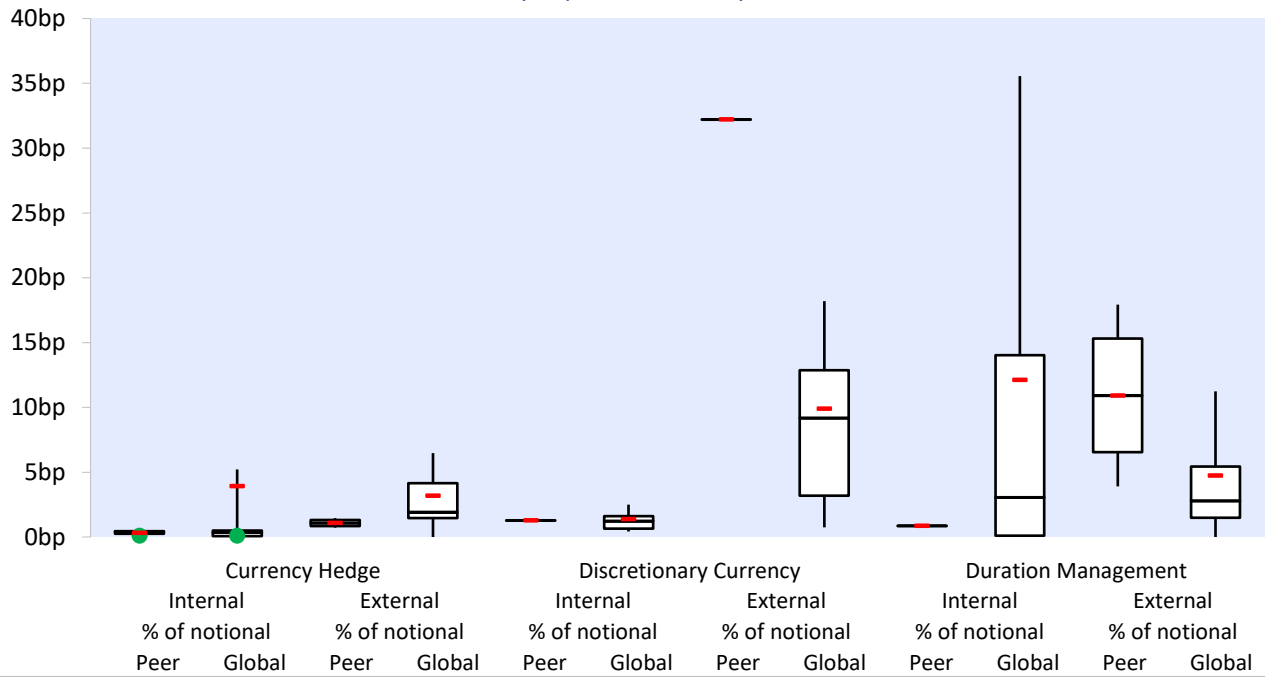 40bp
35bp
30bp
25bp
20bp
15bp
10bp
5bp
0bp
Currency Hedge Discretionary Currency Duration Management
Internal External Internal External Internal External
% of notional % of notional % of notional % of notional % of notional % of notional
Peer Global Peer Global Peer Global Peer Global Peer Global Peer Global